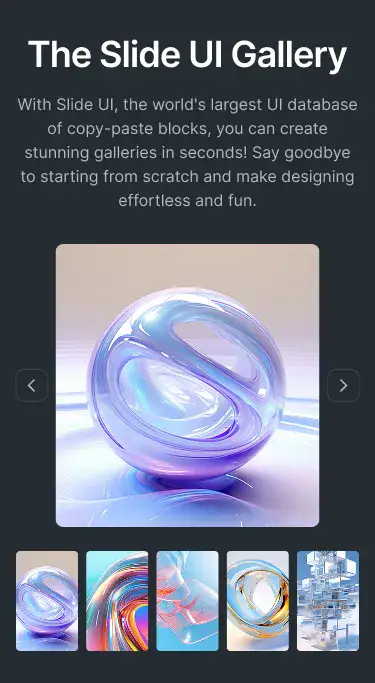 The Slide UI Gallery
With Slide UI, the world's largest UI database
of copy-paste blocks, you can create
stunning galleries in seconds! Say goodbye
to starting from scratch and make designing
effortless and fun.